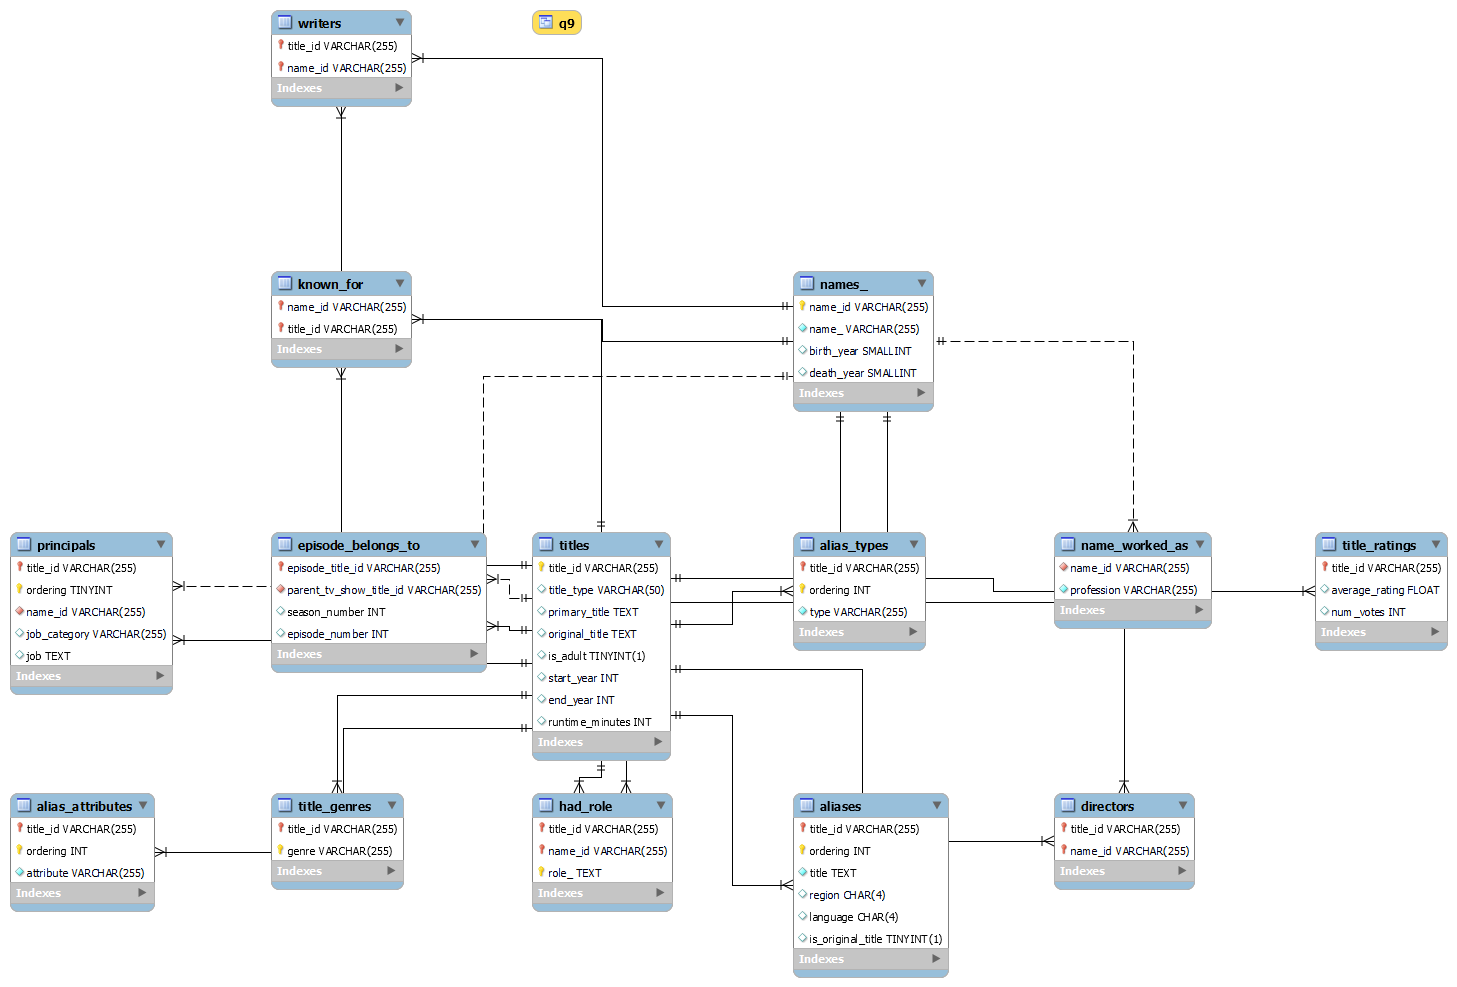 writers
title_id VARCHAR(255)
name_id VARCHAR(255)
Indexes
q9
known_for
name_id VARCHAR(255)
title_id VARCHAR(255)
Indexes
names_
name_id VARCHAR(255)
name_ VARCHAR(255)
birth_year SMALLINT
death_year SMALLINT
Indexes
principals
title_id VARCHAR(255)
ordering TINYINT
name_id VARCHAR(255)
job_category VARCHAR(255)
job TEXT
Indexes
episode_belongs_to
episode_title_id VARCHAR(255)
parent_tv_show_title_id VARCHAR(255)
season_number INT
episode_number INT
Indexes
titles
title_id VARCHAR(255)
title_type VARCHAR(50)
primary_title TEXT
original_title TEXT
is_adult TINYINT(1)
start_year INT
end_year INT
runtime_minutes INT
Indexes
alias_types
title_id VARCHAR(255)
ordering INT
type VARCHAR(255)
Indexes
name_worked_as
name_id VARCHAR(255)
profession VARCHAR(255)
Indexes
title_ratings
title_id VARCHAR(255)
average_rating FLOAT
num_votes INT
Indexes
alias_attributes
title_id VARCHAR(255)
ordering INT
attribute VARCHAR(255)
Indexes
title_genres
title_id VARCHAR(255)
genre VARCHAR(255)
Indexes
had_role
title_id VARCHAR(255)
name_id VARCHAR(255)
role_ TEXT
Indexes
aliases
title_id VARCHAR(255)
ordering INT
title TEXT
region CHAR(4)
language CHAR(4)
is_original_title TINYINT(1)
Indexes
directors
title_id VARCHAR(255)
name_id VARCHAR(255)
Indexes